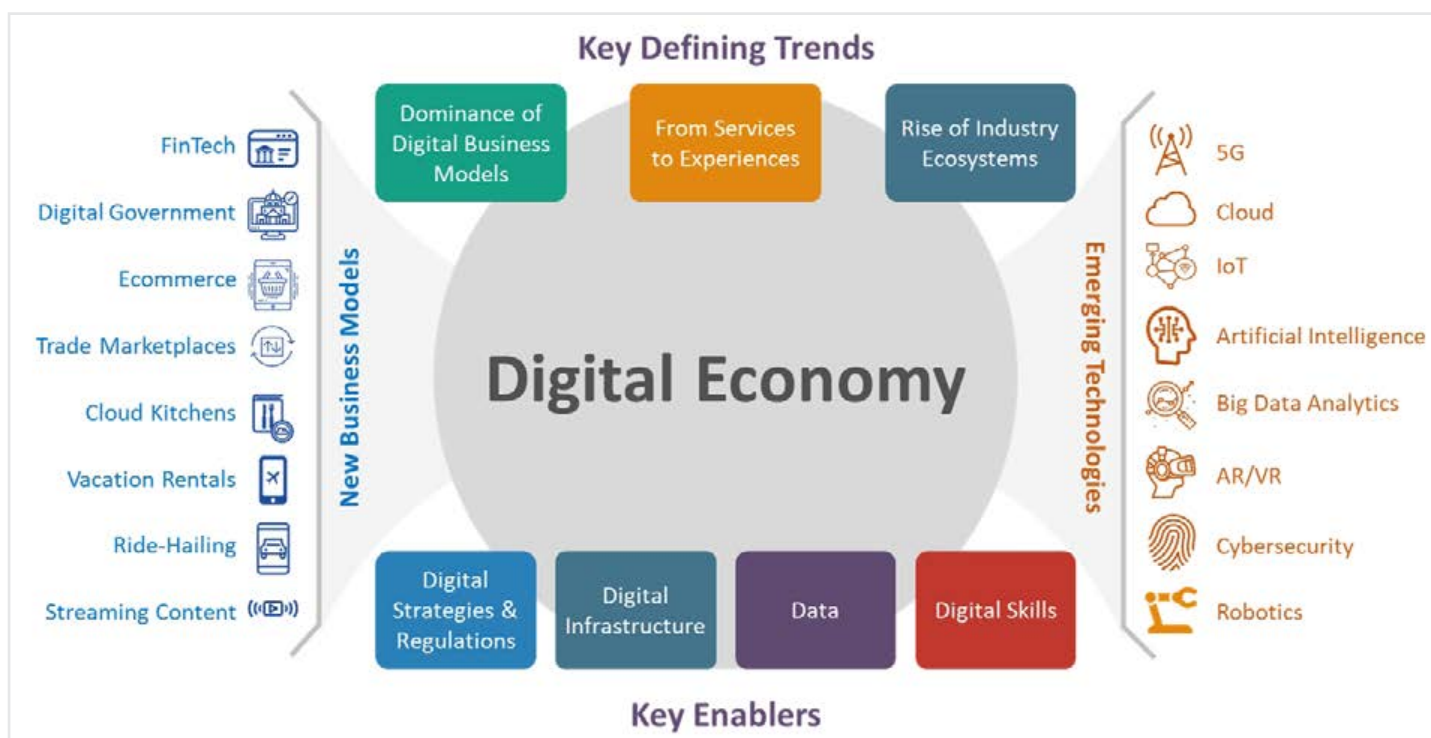 Key Defining Trends
Dominance of
Digital Business
Models
From Services
to Experiences
Rise of Industry
Ecosystems
FinTech
Digital Government
Ecommerce
Trade Marketplaces
Cloud Kitchens
Vacation Rentals
Ride-Hailing
Streaming Content
New Business Models
Digital Economy
Emerging Technologies
5G
Cloud
IoT
Artificial Intelligence
Big Data Analytics
AR/VR
Cybersecurity
Robotics
Digital
Strategies &
Regulations
Digital
Infrastructure
Data
Digital Skills
Key Enablers